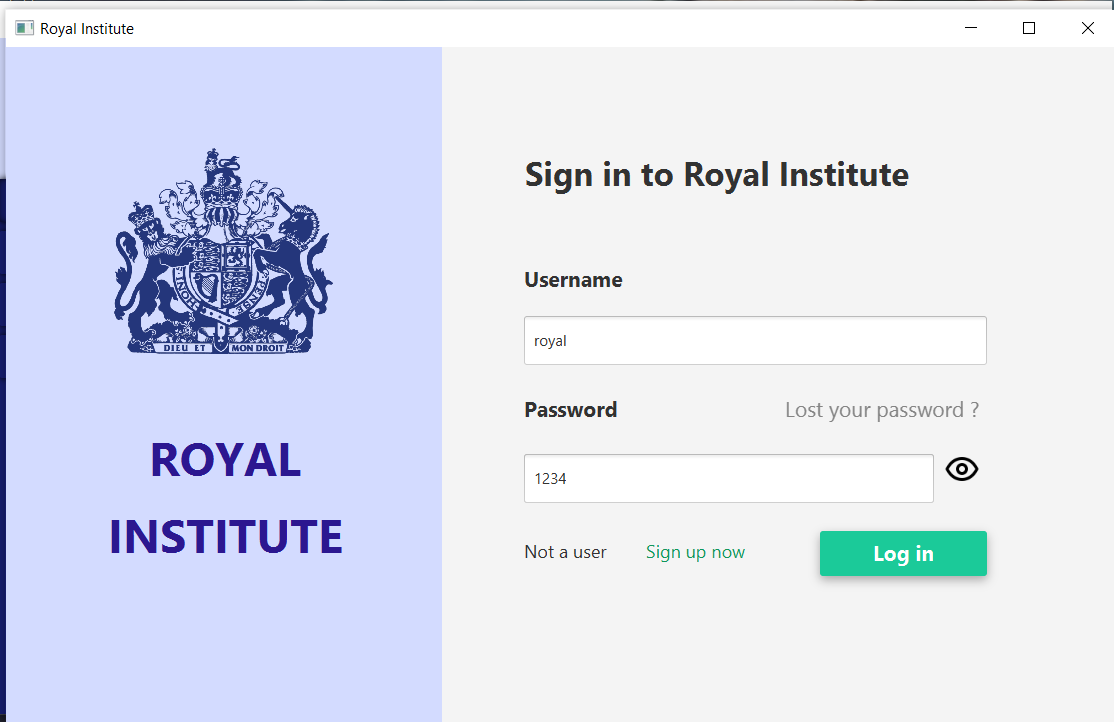 Royal Institute
DIEU ET MON DROIT
ROYAL
INSTITUTE
Sign in to Royal Institute
Username
royal
Password
Lost your password ?
1234
Not a user
Sign up now
Log in